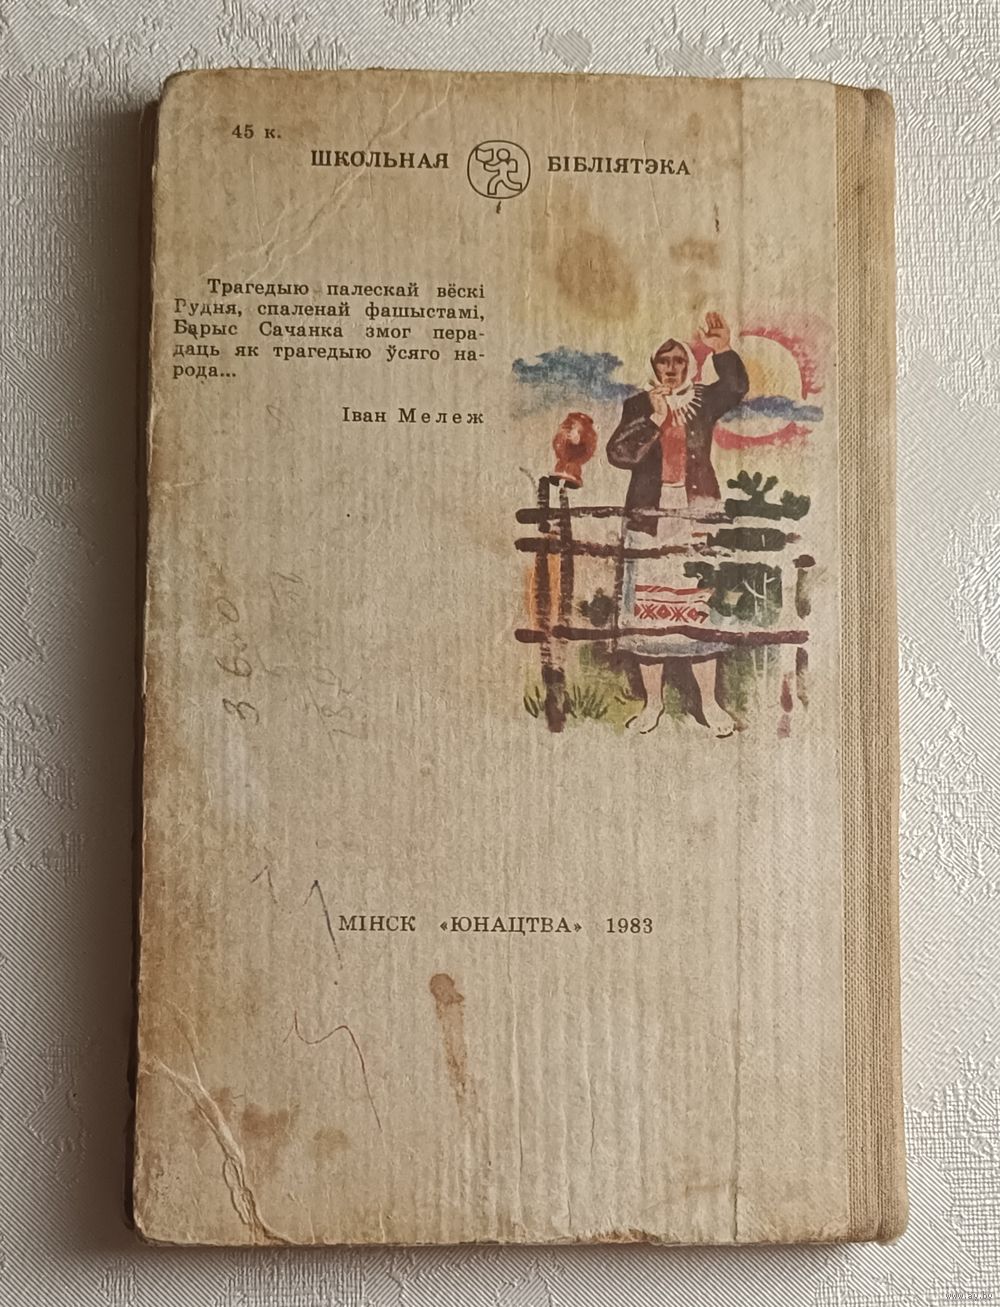 45 к.
ШКОЛЬНАЯ БІБЛІЯТЭКА
Трагедыю палескай вёскі
Рудня, спаленай фашыстамі,
Барыс Сачанка змог пера-
даць як трагедыю ўсяго на-
рода...
Іван Мележ
МІНСК «ЮНАЦТВА» 1983